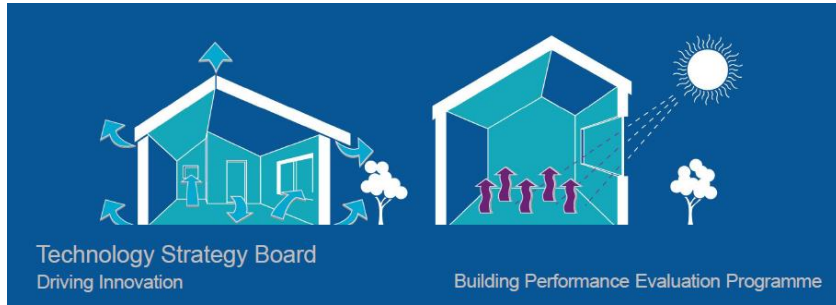 Technology Strategy Board
Driving Innovation
Building Performance Evaluation Programme